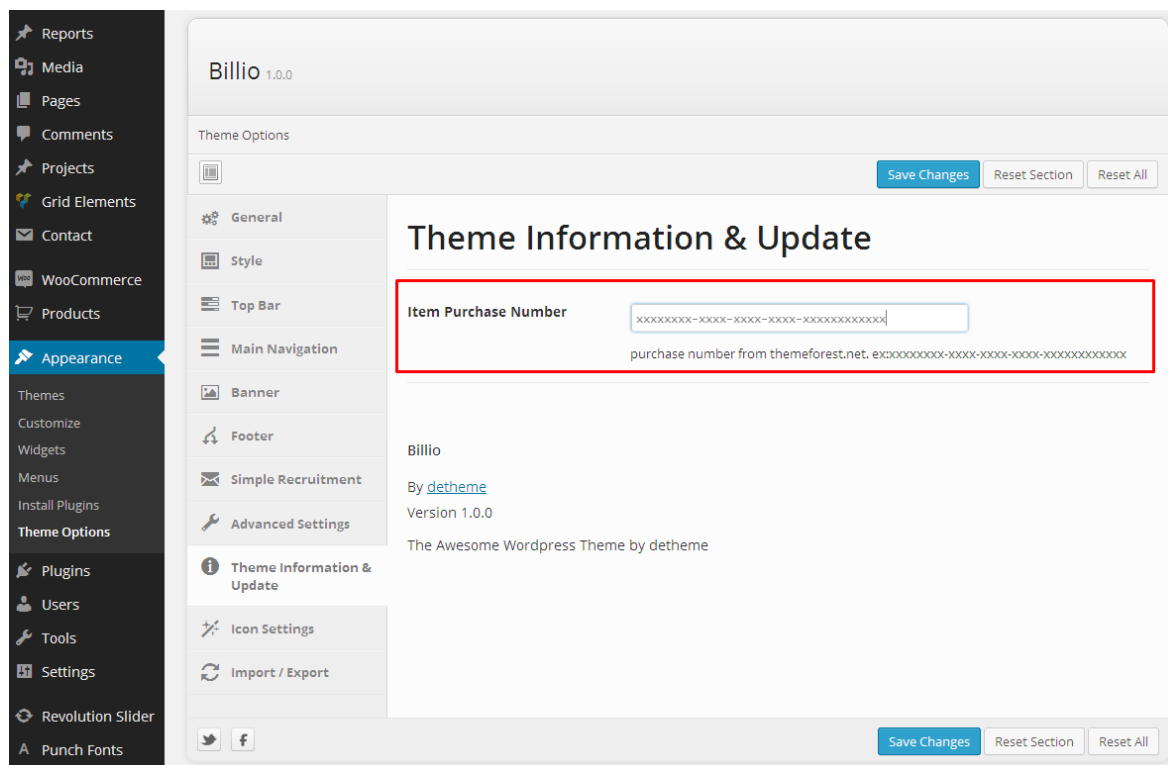 Reports
Media
Pages
Comments
Projects
Grid Elements
Contact
WooCommerce
Products
Appearance
Themes
Customize
Widgets
Menus
Install Plugins
Theme Options
Plugins
Users
Tools
Settings
Revolution Slider
Punch Fonts
Billio 1.0.0
Theme Options
Save Changes Reset Section Reset All
General
Style
Top Bar
Main Navigation
Banner
Footer
Simple Recruitment
Advanced Settings
Theme Information &
Update
Icon Settings
Import / Export
Theme Information & Update
Item Purchase Number
xxxxxxxx-xxxx-xxxx-xxxx-xxxxxxxxxxxx
purchase number from themeforest.net. ex:xxxxxxxx-xxxx-xxxx-xxxx-xxxxxxxxxxxx
Billio
By detheme
Version 1.0.0
The Awesome Wordpress Theme by detheme
Save Changes Reset Section Reset All